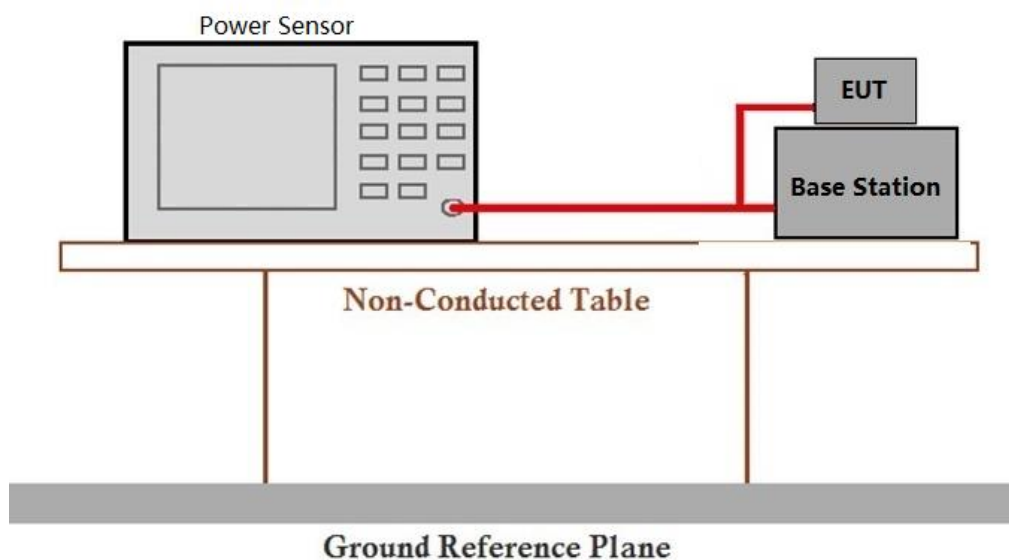 Power Sensor
EUT
Base Station
Non-Conducted Table
Ground Reference Plane